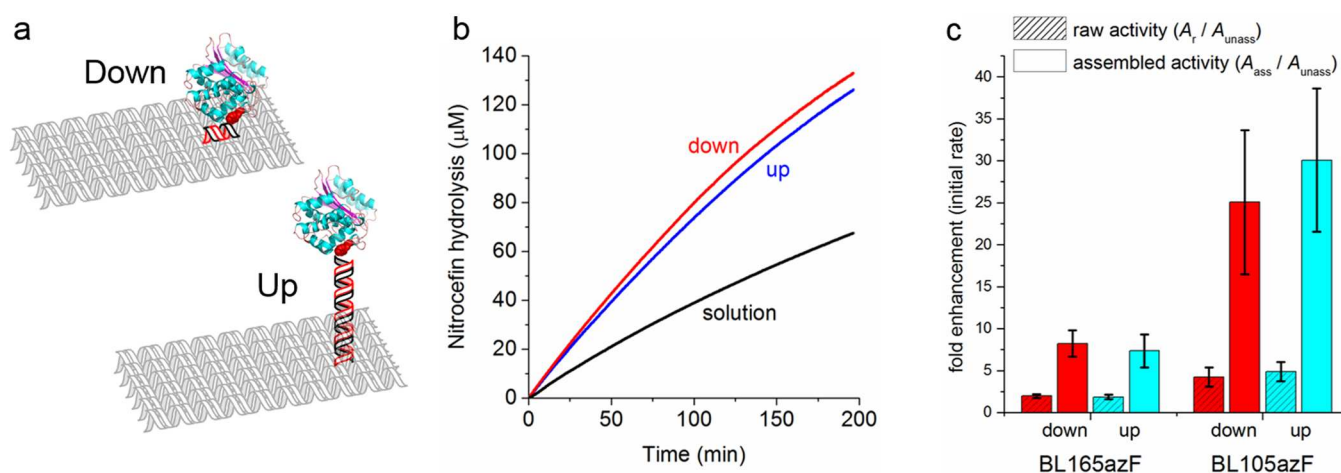 a
Down
Up
b
Nitrocefin hydrolysis (μM)
140
120
100
80
60
40
20
0
down
up
solution
0
50
100
150
200
Time (min)
c
raw activity (Ar / Aunass)
assembled activity (Aass / Aunass)
fold enhancement (initial rate)
40
35
30
25
20
15
10
5
0
down
up
down
up
BL165azF
BL105azF